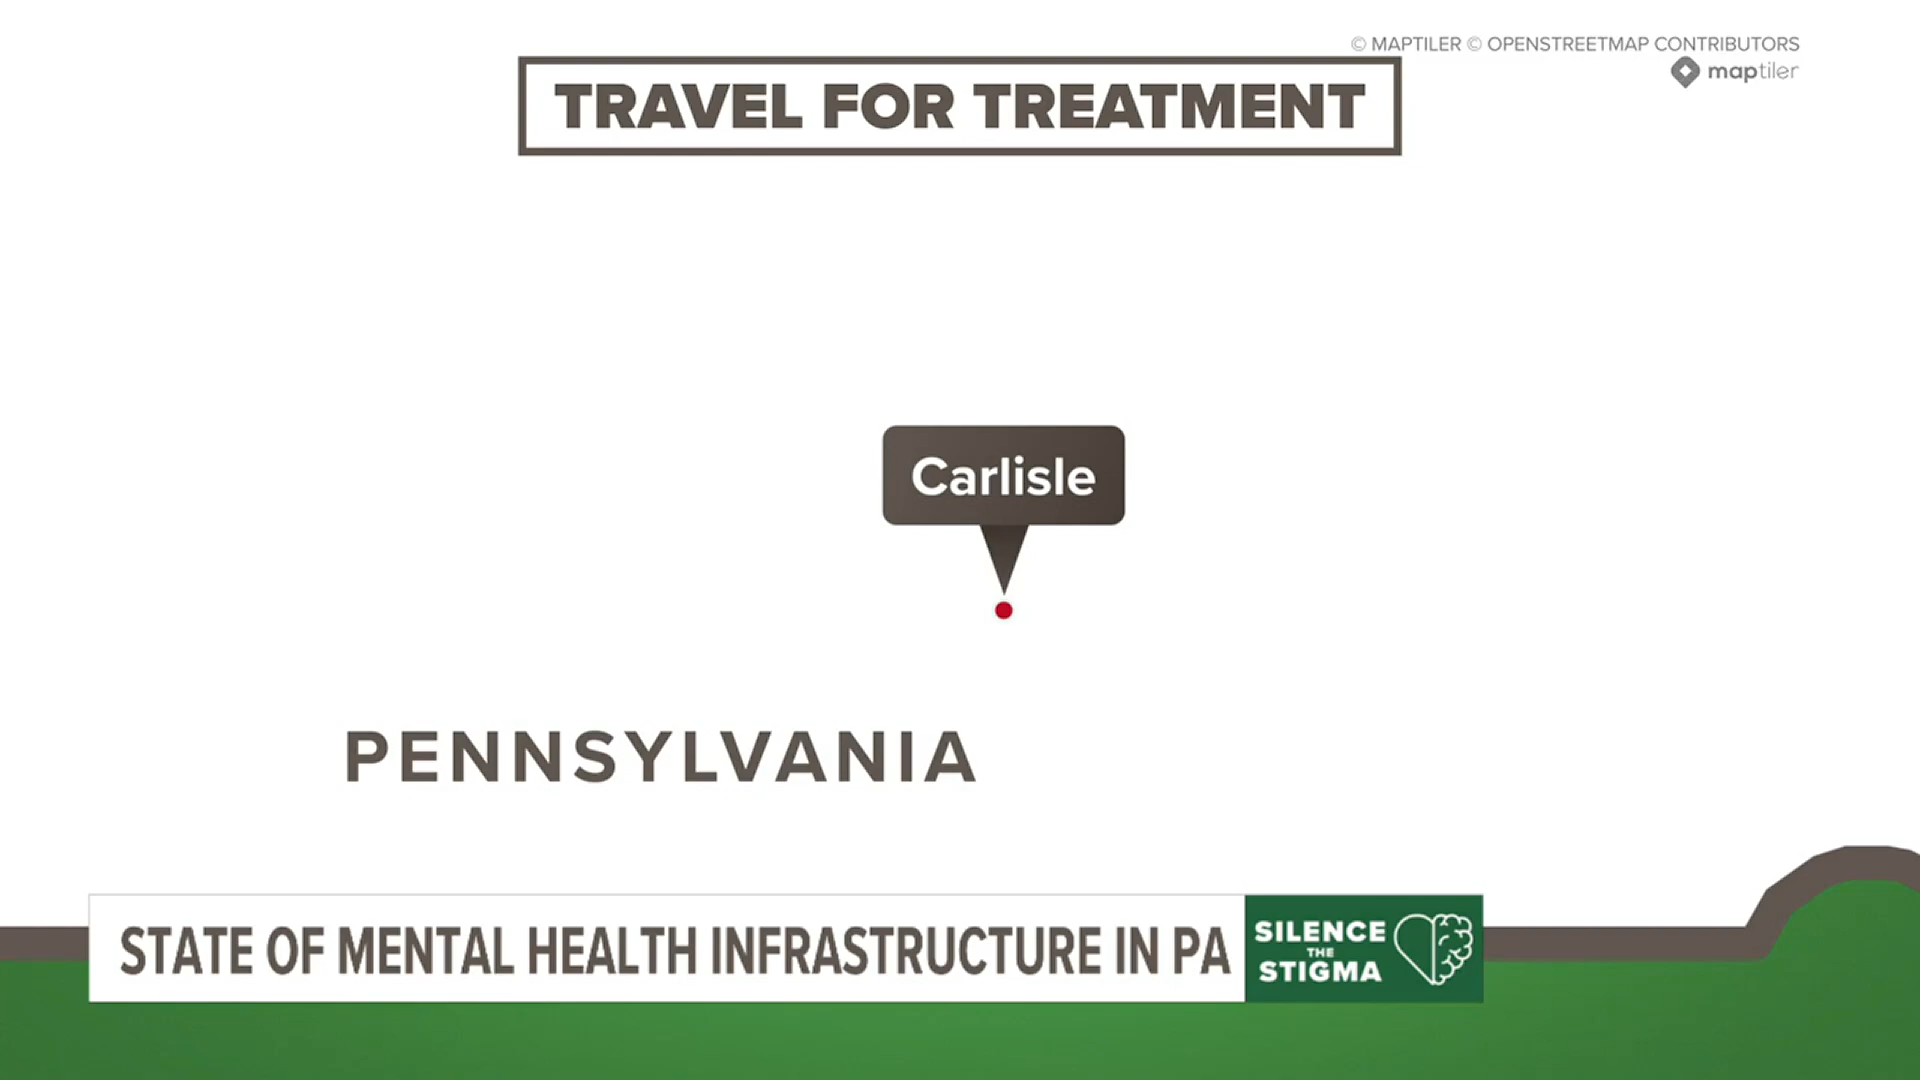 © MAPTILER © OPENSTREETMAP CONTRIBUTORS
maptiler
TRAVEL FOR TREATMENT
Carlisle
PENNSYLVANIA
STATE OF MENTAL HEALTH INFRASTRUCTURE IN PA
SILENCE
THE
STIGMA